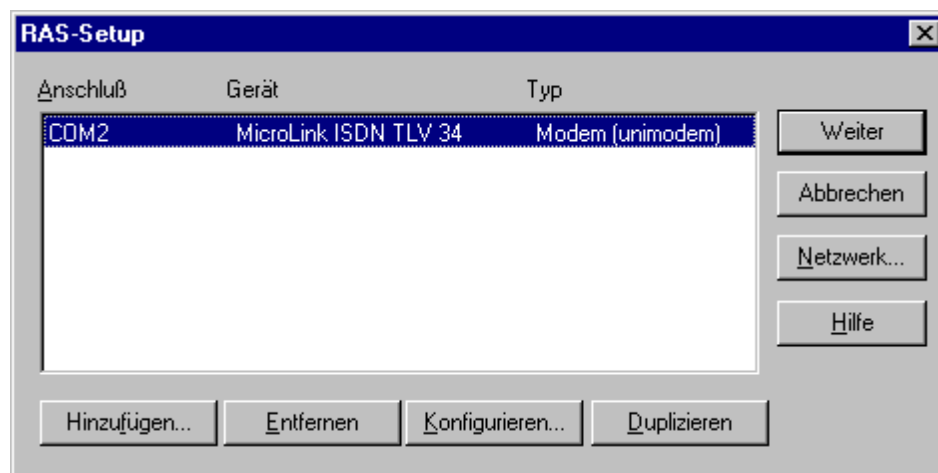 RAS-Setup
Anschluß Gerät Typ
COM2 MicroLink ISDN TLV 34 Modem (unimodem)
Weiter
Abbrechen
Netzwerk...
Hilfe
Hinzufügen... Entfernen Konfigurieren... Duplizieren